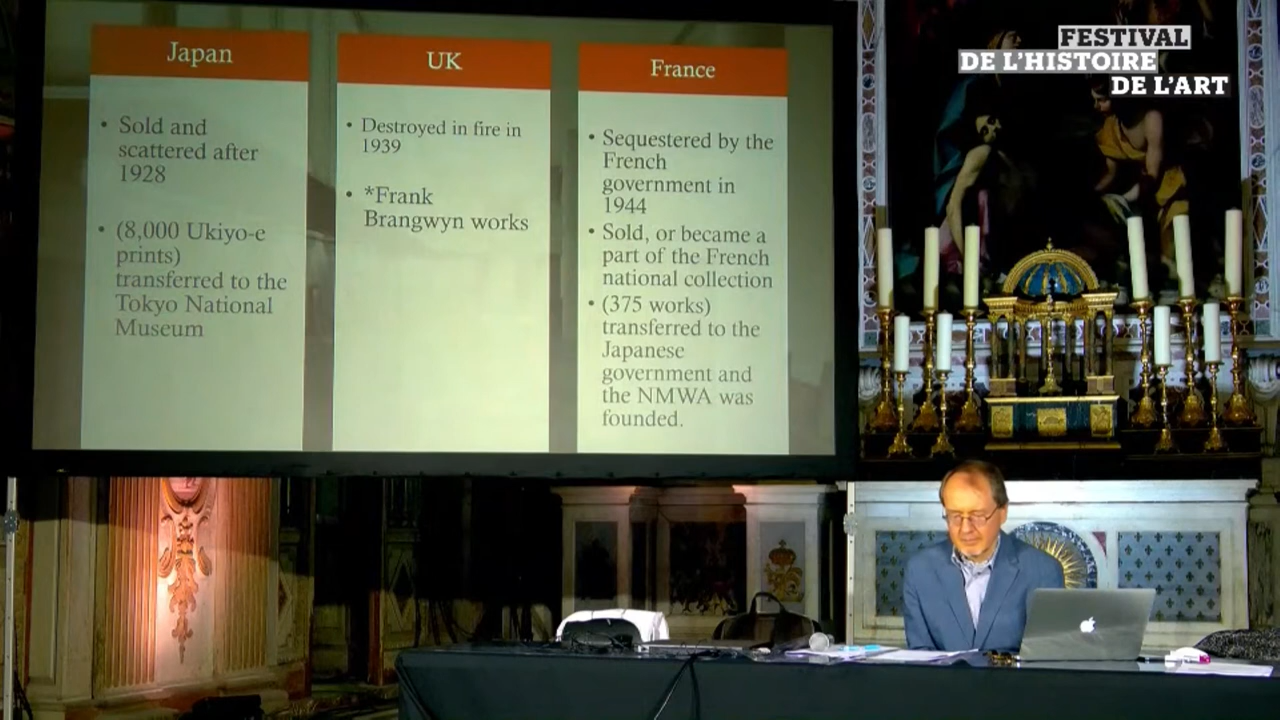 FESTIVAL
DE L'HISTOIRE
DE L'ART
Japan
• Sold and
scattered after
1928
• (8,000 Ukiyo-e
prints)
transferred to the
Tokyo National
Museum
UK
• Destroyed in fire in
1939
• *Frank
Brangwyn works
France
• Sequestered by the
French
government in
1944
• Sold, or became a
part of the French
national collection
• (375 works)
transferred to the
Japanese
government and
the NMWA was
founded.